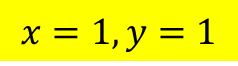 x = 1, y = 1